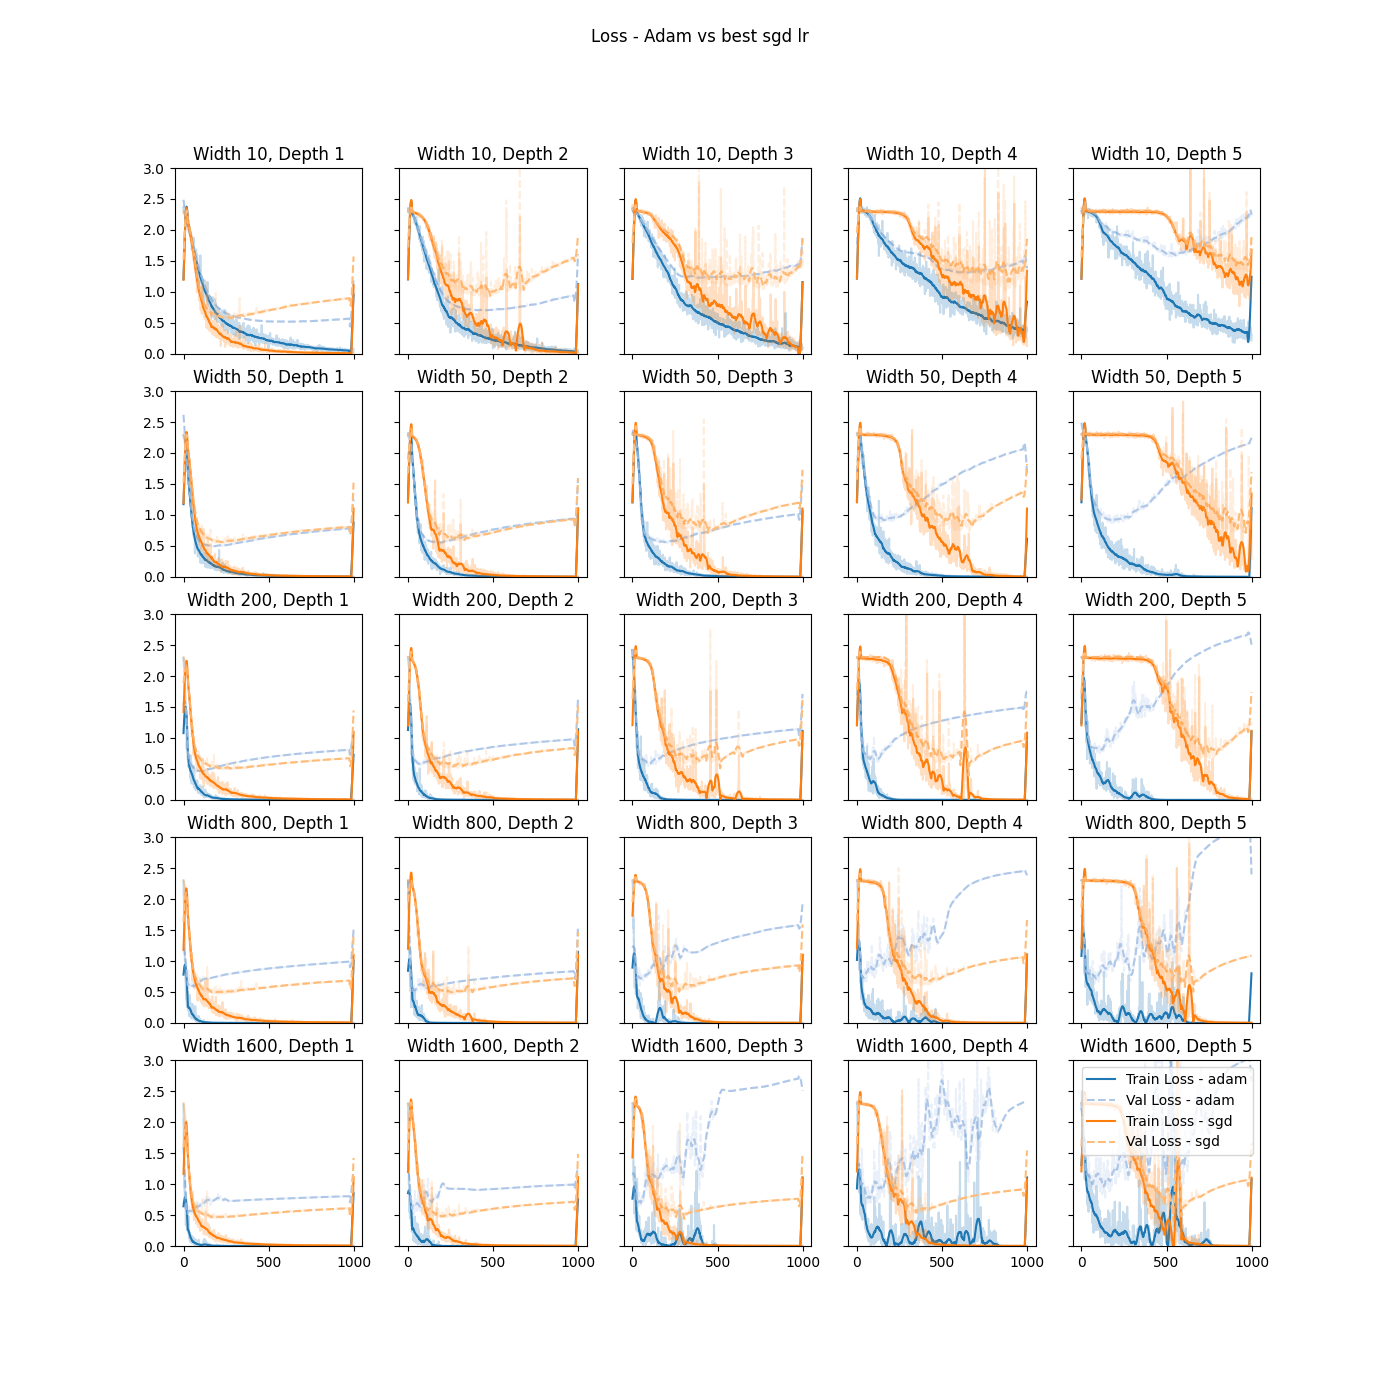 Loss - Adam vs best sgd lr
Width 10, Depth 1
Width 10, Depth 2
Width 10, Depth 3
Width 10, Depth 4
Width 10, Depth 5
3.0
2.5
2.0
1.5
1.0
0.5
0.0
Width 50, Depth 1
Width 50, Depth 2
Width 50, Depth 3
Width 50, Depth 4
Width 50, Depth 5
3.0
2.5
2.0
1.5
1.0
0.5
0.0
Width 200, Depth 1
Width 200, Depth 2
Width 200, Depth 3
Width 200, Depth 4
Width 200, Depth 5
3.0
2.5
2.0
1.5
1.0
0.5
0.0
Width 800, Depth 1
Width 800, Depth 2
Width 800, Depth 3
Width 800, Depth 4
Width 800, Depth 5
3.0
2.5
2.0
1.5
1.0
0.5
0.0
Width 1600, Depth 1
Width 1600, Depth 2
Width 1600, Depth 3
Width 1600, Depth 4
Width 1600, Depth 5
3.0
2.5
2.0
1.5
1.0
0.5
0.0
Train Loss - adam
Val Loss - adam
Train Loss - sgd
Val Loss - sgd
0 500 1000
0 500 1000
0 500 1000
0 500 1000
0 500 1000